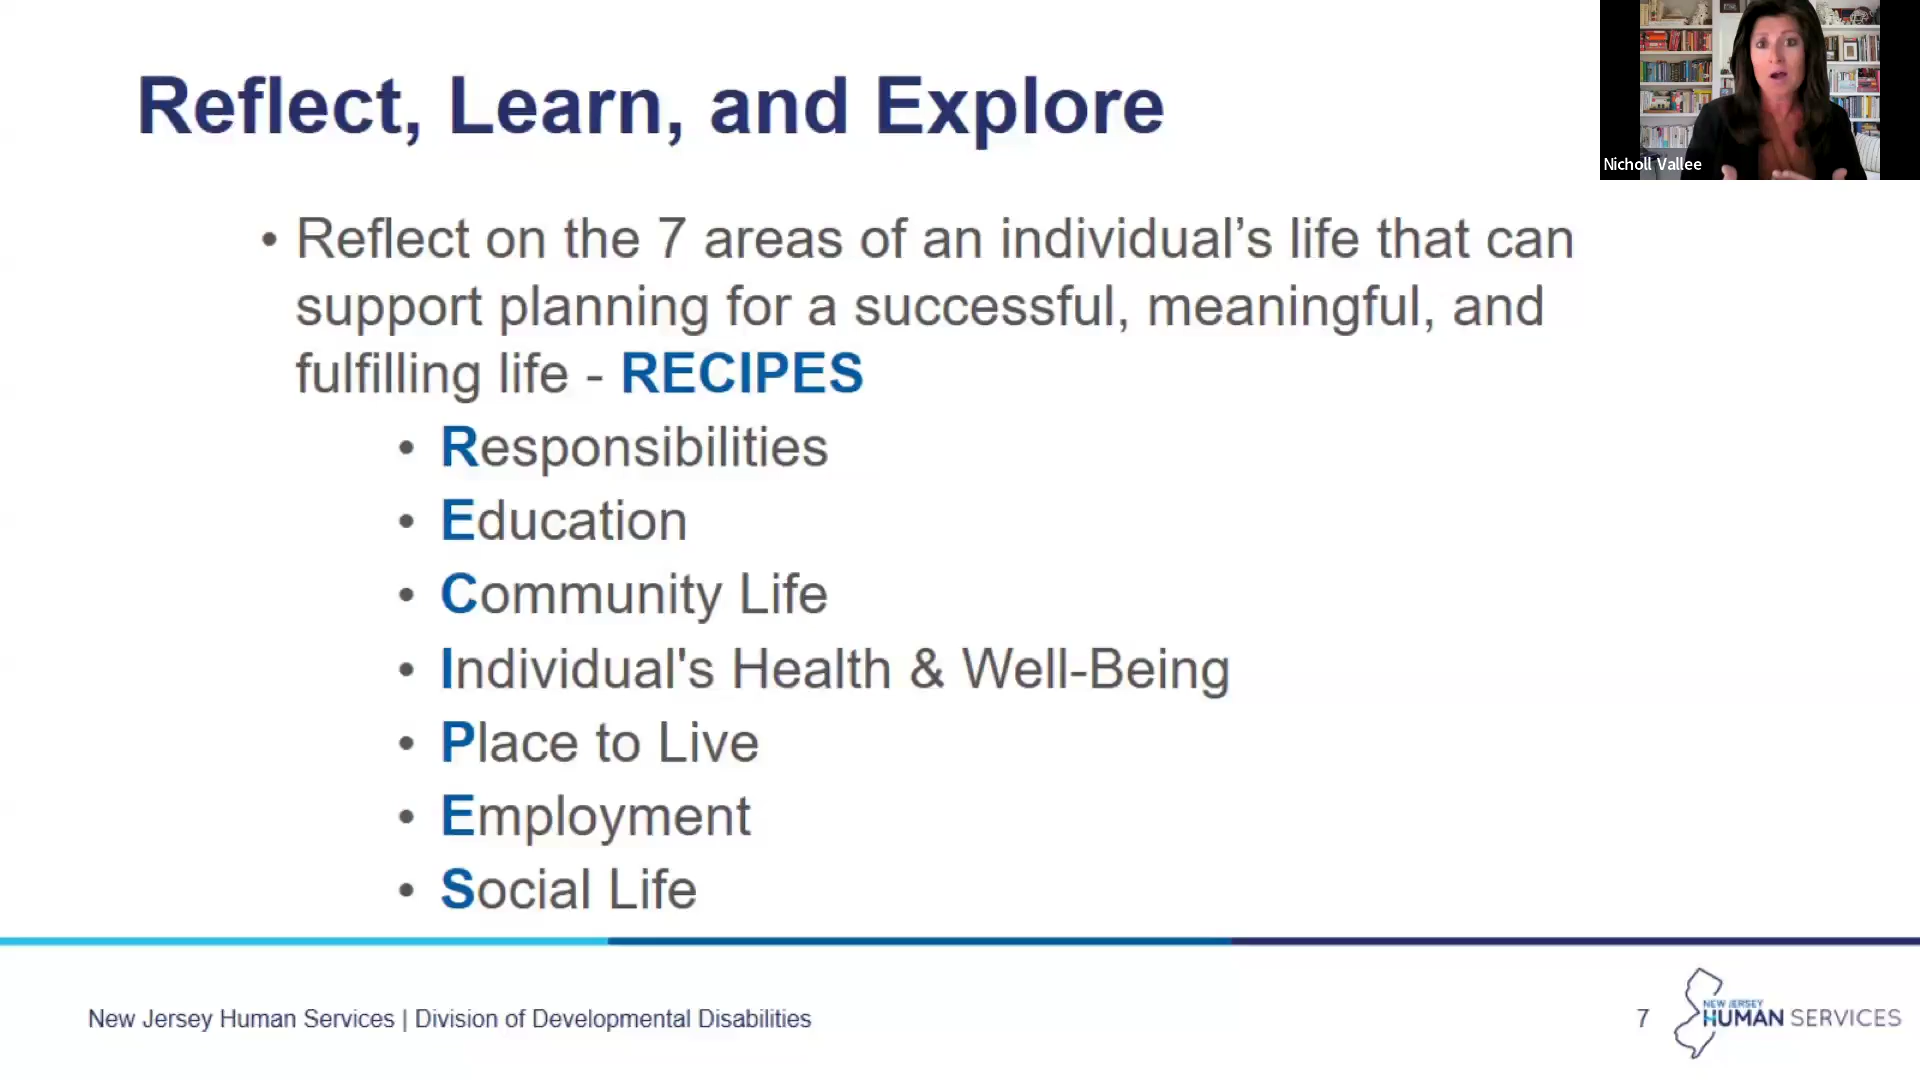 Reflect, Learn, and Explore
Nicholl Vallee
• Reflect on the 7 areas of an individual’s life that can
support planning for a successful, meaningful, and
fulfilling life - RECIPES
• Responsibilities
• Education
• Community Life
• Individual's Health & Well-Being
• Place to Live
• Employment
• Social Life
New Jersey Human Services | Division of Developmental Disabilities
7
NEW JERSEY
HUMAN SERVICES